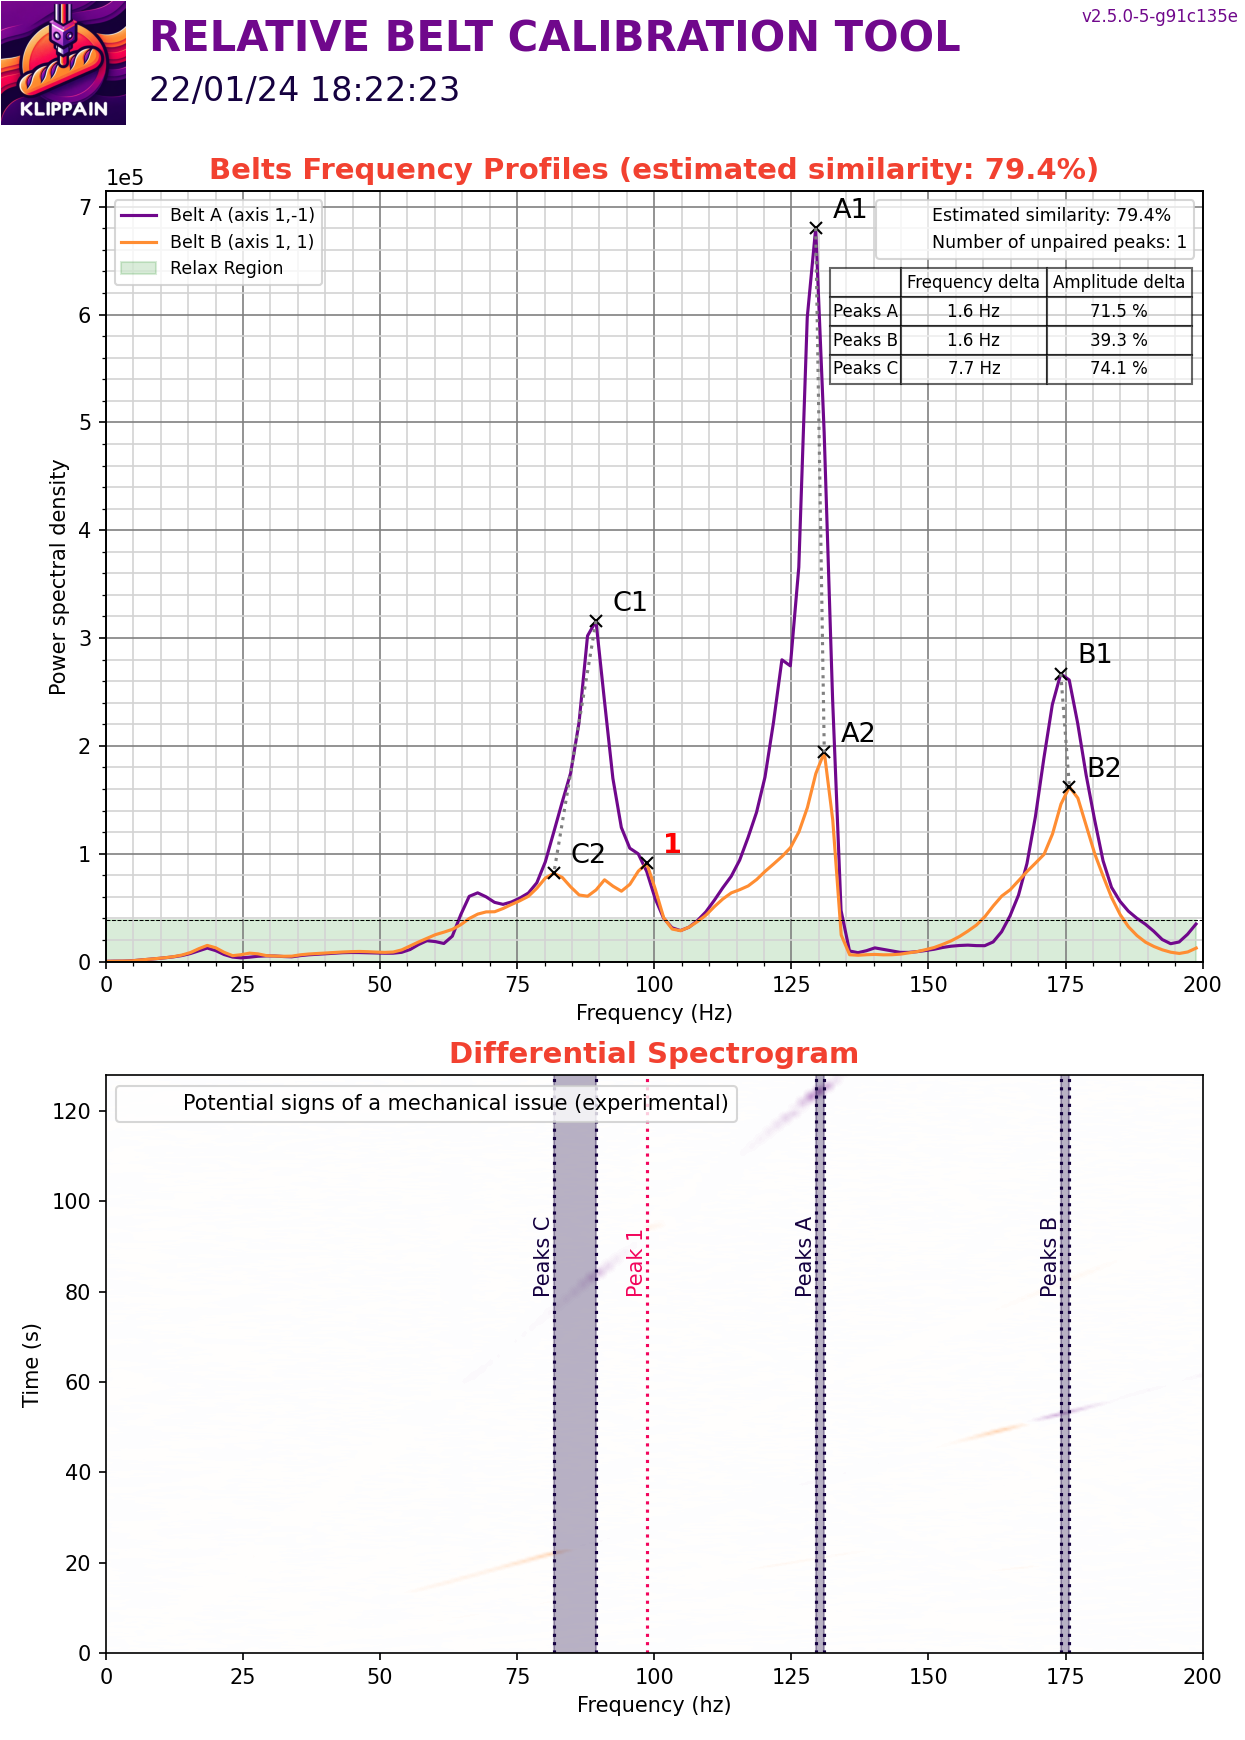 KLIPPAIN
RELATIVE BELT CALIBRATION TOOL
v2.5.0-5-g91c135e
22/01/24 18:22:23
Belts Frequency Profiles (estimated similarity: 79.4%)
1e5
Belt A (axis 1,-1)
Belt B (axis 1, 1)
Relax Region
Estimated similarity: 79.4%
Number of unpaired peaks: 1
Frequency delta Amplitude delta
Peaks A 1.6 Hz 71.5 %
Peaks B 1.6 Hz 39.3 %
Peaks C 7.7 Hz 74.1 %
A1
A2
B1
B2
C1
C2
1
Power spectral density
7
6
5
4
3
2
1
0
0 25 50 75 100 125 150 175 200
Frequency (Hz)
Differential Spectrogram
Potential signs of a mechanical issue (experimental)
Peaks C
Peak 1
Peaks A
Peaks B
Time (s)
120
100
80
60
40
20
0
0 25 50 75 100 125 150 175 200
Frequency (hz)